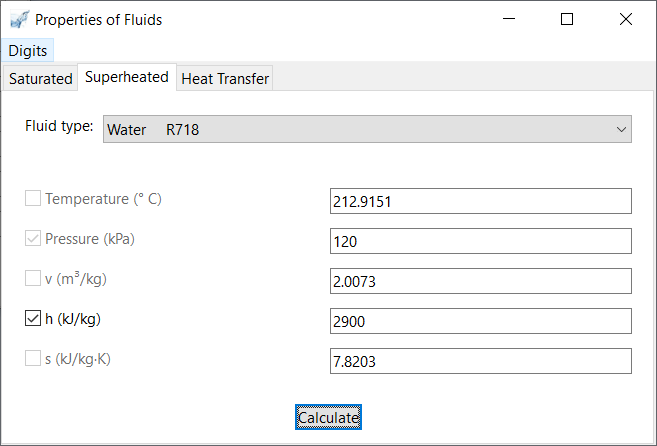 Properties of Fluids
Digits
Saturated Superheated Heat Transfer
Fluid type: Water R718
Temperature (° C) 212.9151
Pressure (kPa) 120
v (m³/kg) 2.0073
h (kJ/kg) 2900
s (kJ/kg·K) 7.8203
Calculate